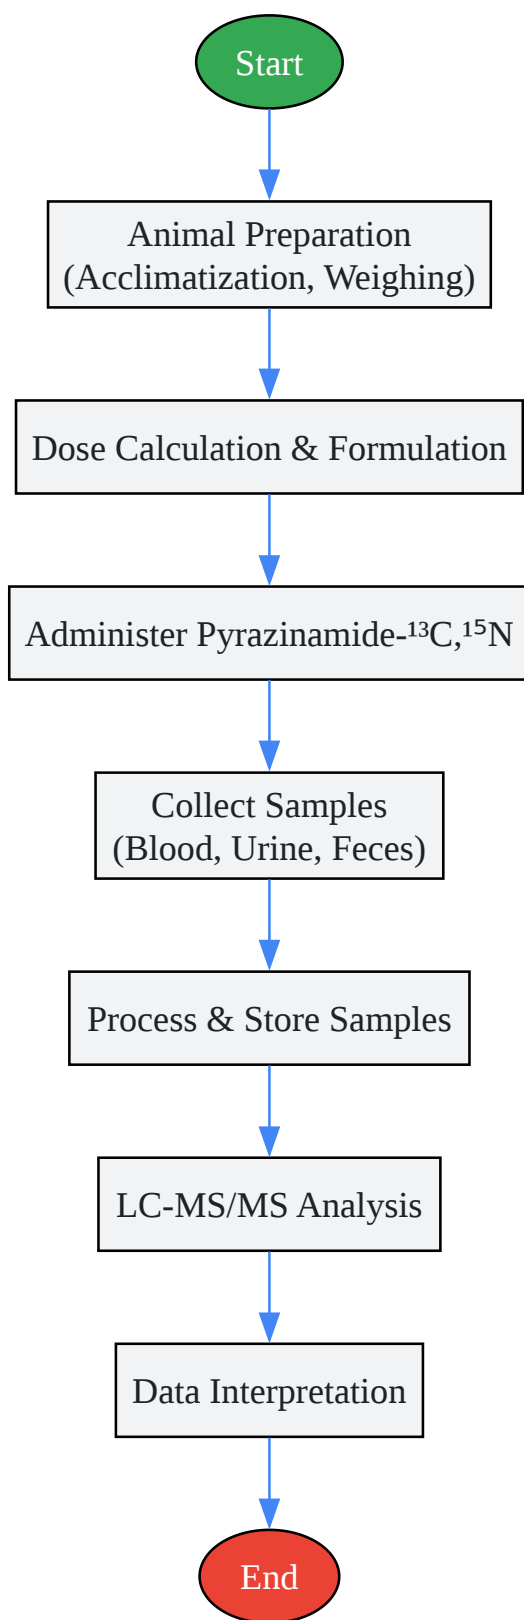 Start
Animal Preparation
(Acclimatization, Weighing)
Dose Calculation & Formulation
Administer Pyrazinamide-¹³C,¹⁵N
Collect Samples
(Blood, Urine, Feces)
Process & Store Samples
LC-MS/MS Analysis
Data Interpretation
End